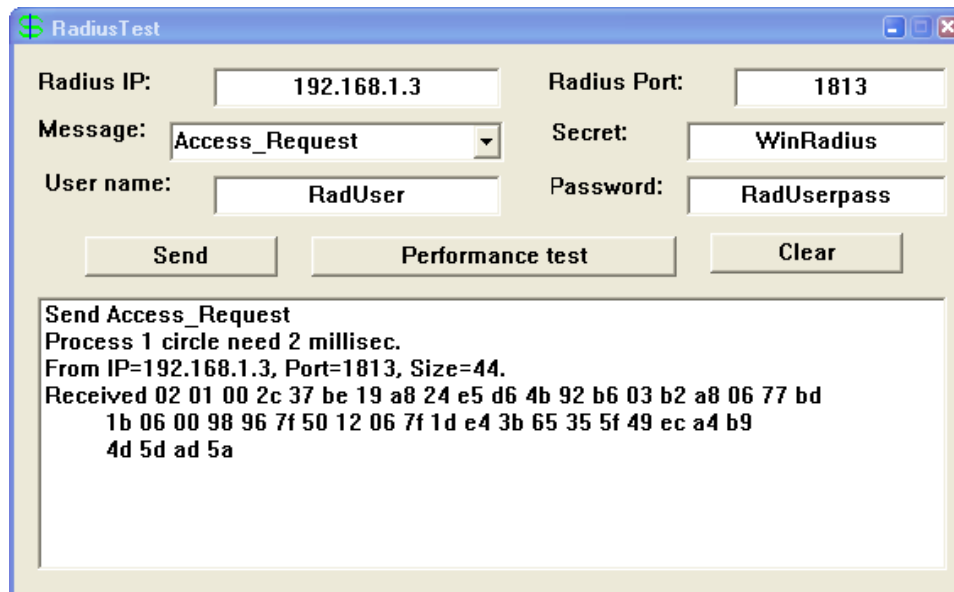 RadiusTest
Radius IP: 192.168.1.3 Radius Port: 1813
Message: Access_Request Secret: WinRadius
User name: RadUser Password: RadUserpass
Send Performance test Clear
Send Access_Request
Process 1 circle need 2 millisec.
From IP=192.168.1.3, Port=1813, Size=44.
Received 02 01 00 2c 37 be 19 a8 24 e5 d6 4b 92 b6 03 b2 a8 06 77 bd
1b 06 00 98 96 7f 50 12 06 7f 1d e4 3b 65 35 5f 49 ec a4 b9
4d 5d ad 5a